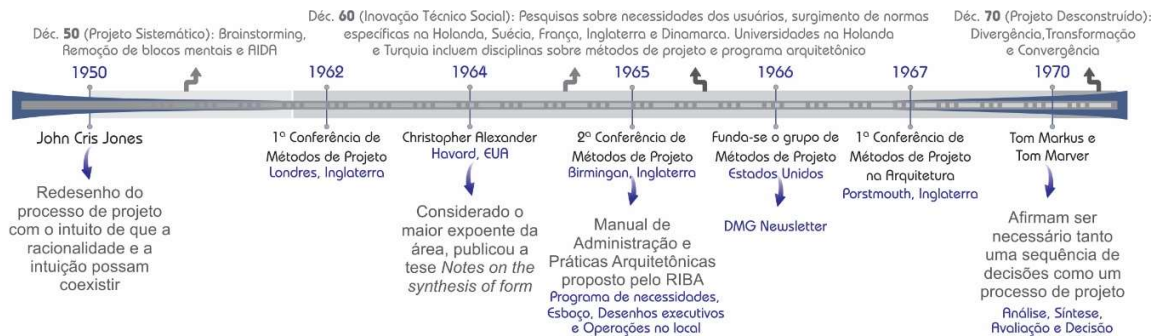 Déc. 50 (Projeto Sistemático): Brainstorming,
Remoção de blocos mentais e AIDA
Déc. 60 (Inovação Técnico Social): Pesquisas sobre necessidades dos usuários, surgimento de normas
específicas na Holanda, Suécia, França, Inglaterra e Dinamarca. Universidades na Holanda
e Turquia incluem disciplinas sobre métodos de projeto e programa arquitetônico
Déc. 70 (Projeto Desconstruído):
Divergência,Transformação
e Convergência
1950
1962
1964
1965
1966
1967
1970
John Cris Jones
Redesenho do
processo de projeto
com o intuito de que a
racionalidade e a
intuição possam
coexistir
1º Conferência de
Métodos de Projeto
Londres, Inglaterra
Christopher Alexander
Havard, EUA
Considerado o
maior expoente da
área, publicou a
tese Notes on the
synthesis of form
2º Conferência de
Métodos de Projeto
Birmingan, Inglaterra
Manual de
Administração e
Práticas Arquitetônicas
proposto pelo RIBA
Programa de necessidades,
Esboço, Desenhos executivos
e Operações no local
Funda-se o grupo de
Métodos de Projeto
Estados Unidos
DMG Newsletter
1º Conferência de
Métodos de Projeto
na Arquitetura
Porstmouth, Inglaterra
Tom Markus e
Tom Marver
Afirmam ser
necessário tanto
uma sequência de
decisões como um
processo de projeto
Análise, Síntese,
Avaliação e Decisão